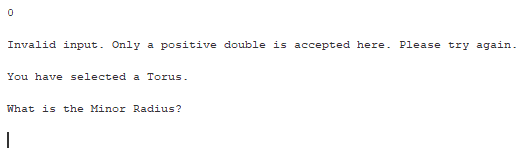 0
Invalid input. Only a positive double is accepted here. Please try again.
You have selected a Torus.
What is the Minor Radius?